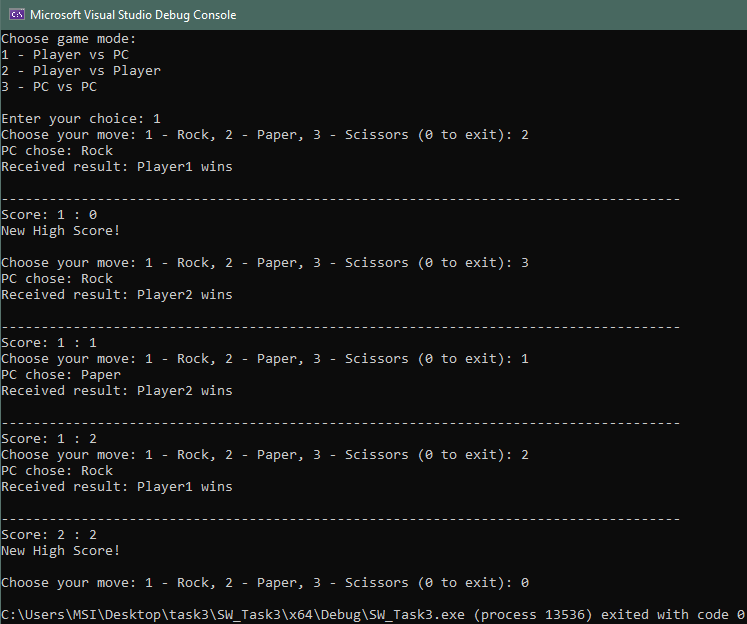 Microsoft Visual Studio Debug Console
Choose game mode:
1 - Player vs PC
2 - Player vs Player
3 - PC vs PC
Enter your choice: 1
Choose your move: 1 - Rock, 2 - Paper, 3 - Scissors (0 to exit): 2
PC chose: Rock
Received result: Player1 wins
-------------------------------------------------------------------------------------
Score: 1 : 0
New High Score!
Choose your move: 1 - Rock, 2 - Paper, 3 - Scissors (0 to exit): 3
PC chose: Rock
Received result: Player2 wins
-------------------------------------------------------------------------------------
Score: 1 : 1
Choose your move: 1 - Rock, 2 - Paper, 3 - Scissors (0 to exit): 1
PC chose: Paper
Received result: Player2 wins
-------------------------------------------------------------------------------------
Score: 1 : 2
Choose your move: 1 - Rock, 2 - Paper, 3 - Scissors (0 to exit): 2
PC chose: Rock
Received result: Player1 wins
-------------------------------------------------------------------------------------
Score: 2 : 2
New High Score!
Choose your move: 1 - Rock, 2 - Paper, 3 - Scissors (0 to exit): 0
C:\Users\MSI\Desktop\task3\SW_Task3\x64\Debug\SW_Task3.exe (process 13536) exited with code 0